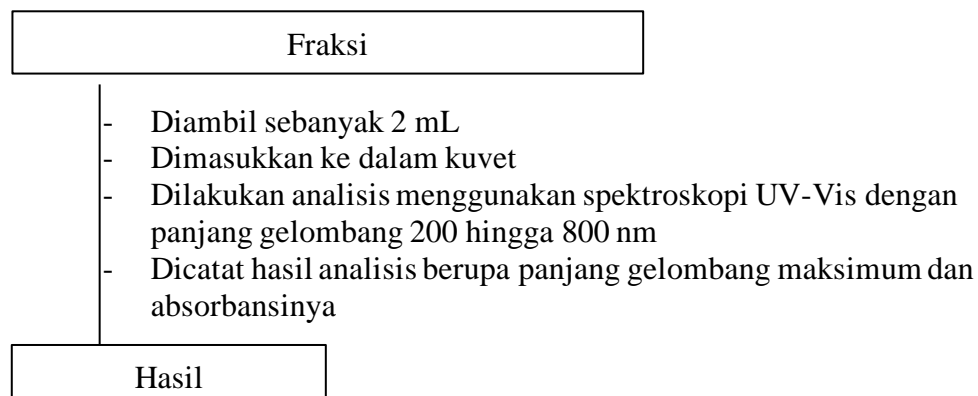 Fraksi
- Diambil sebanyak 2 mL
- Dimasukkan ke dalam kuvet
- Dilakukan analisis menggunakan spektroskopi UV-Vis dengan
panjang gelombang 200 hingga 800 nm
- Dicatat hasil analisis berupa panjang gelombang maksimum dan
absorbansinya
Hasil